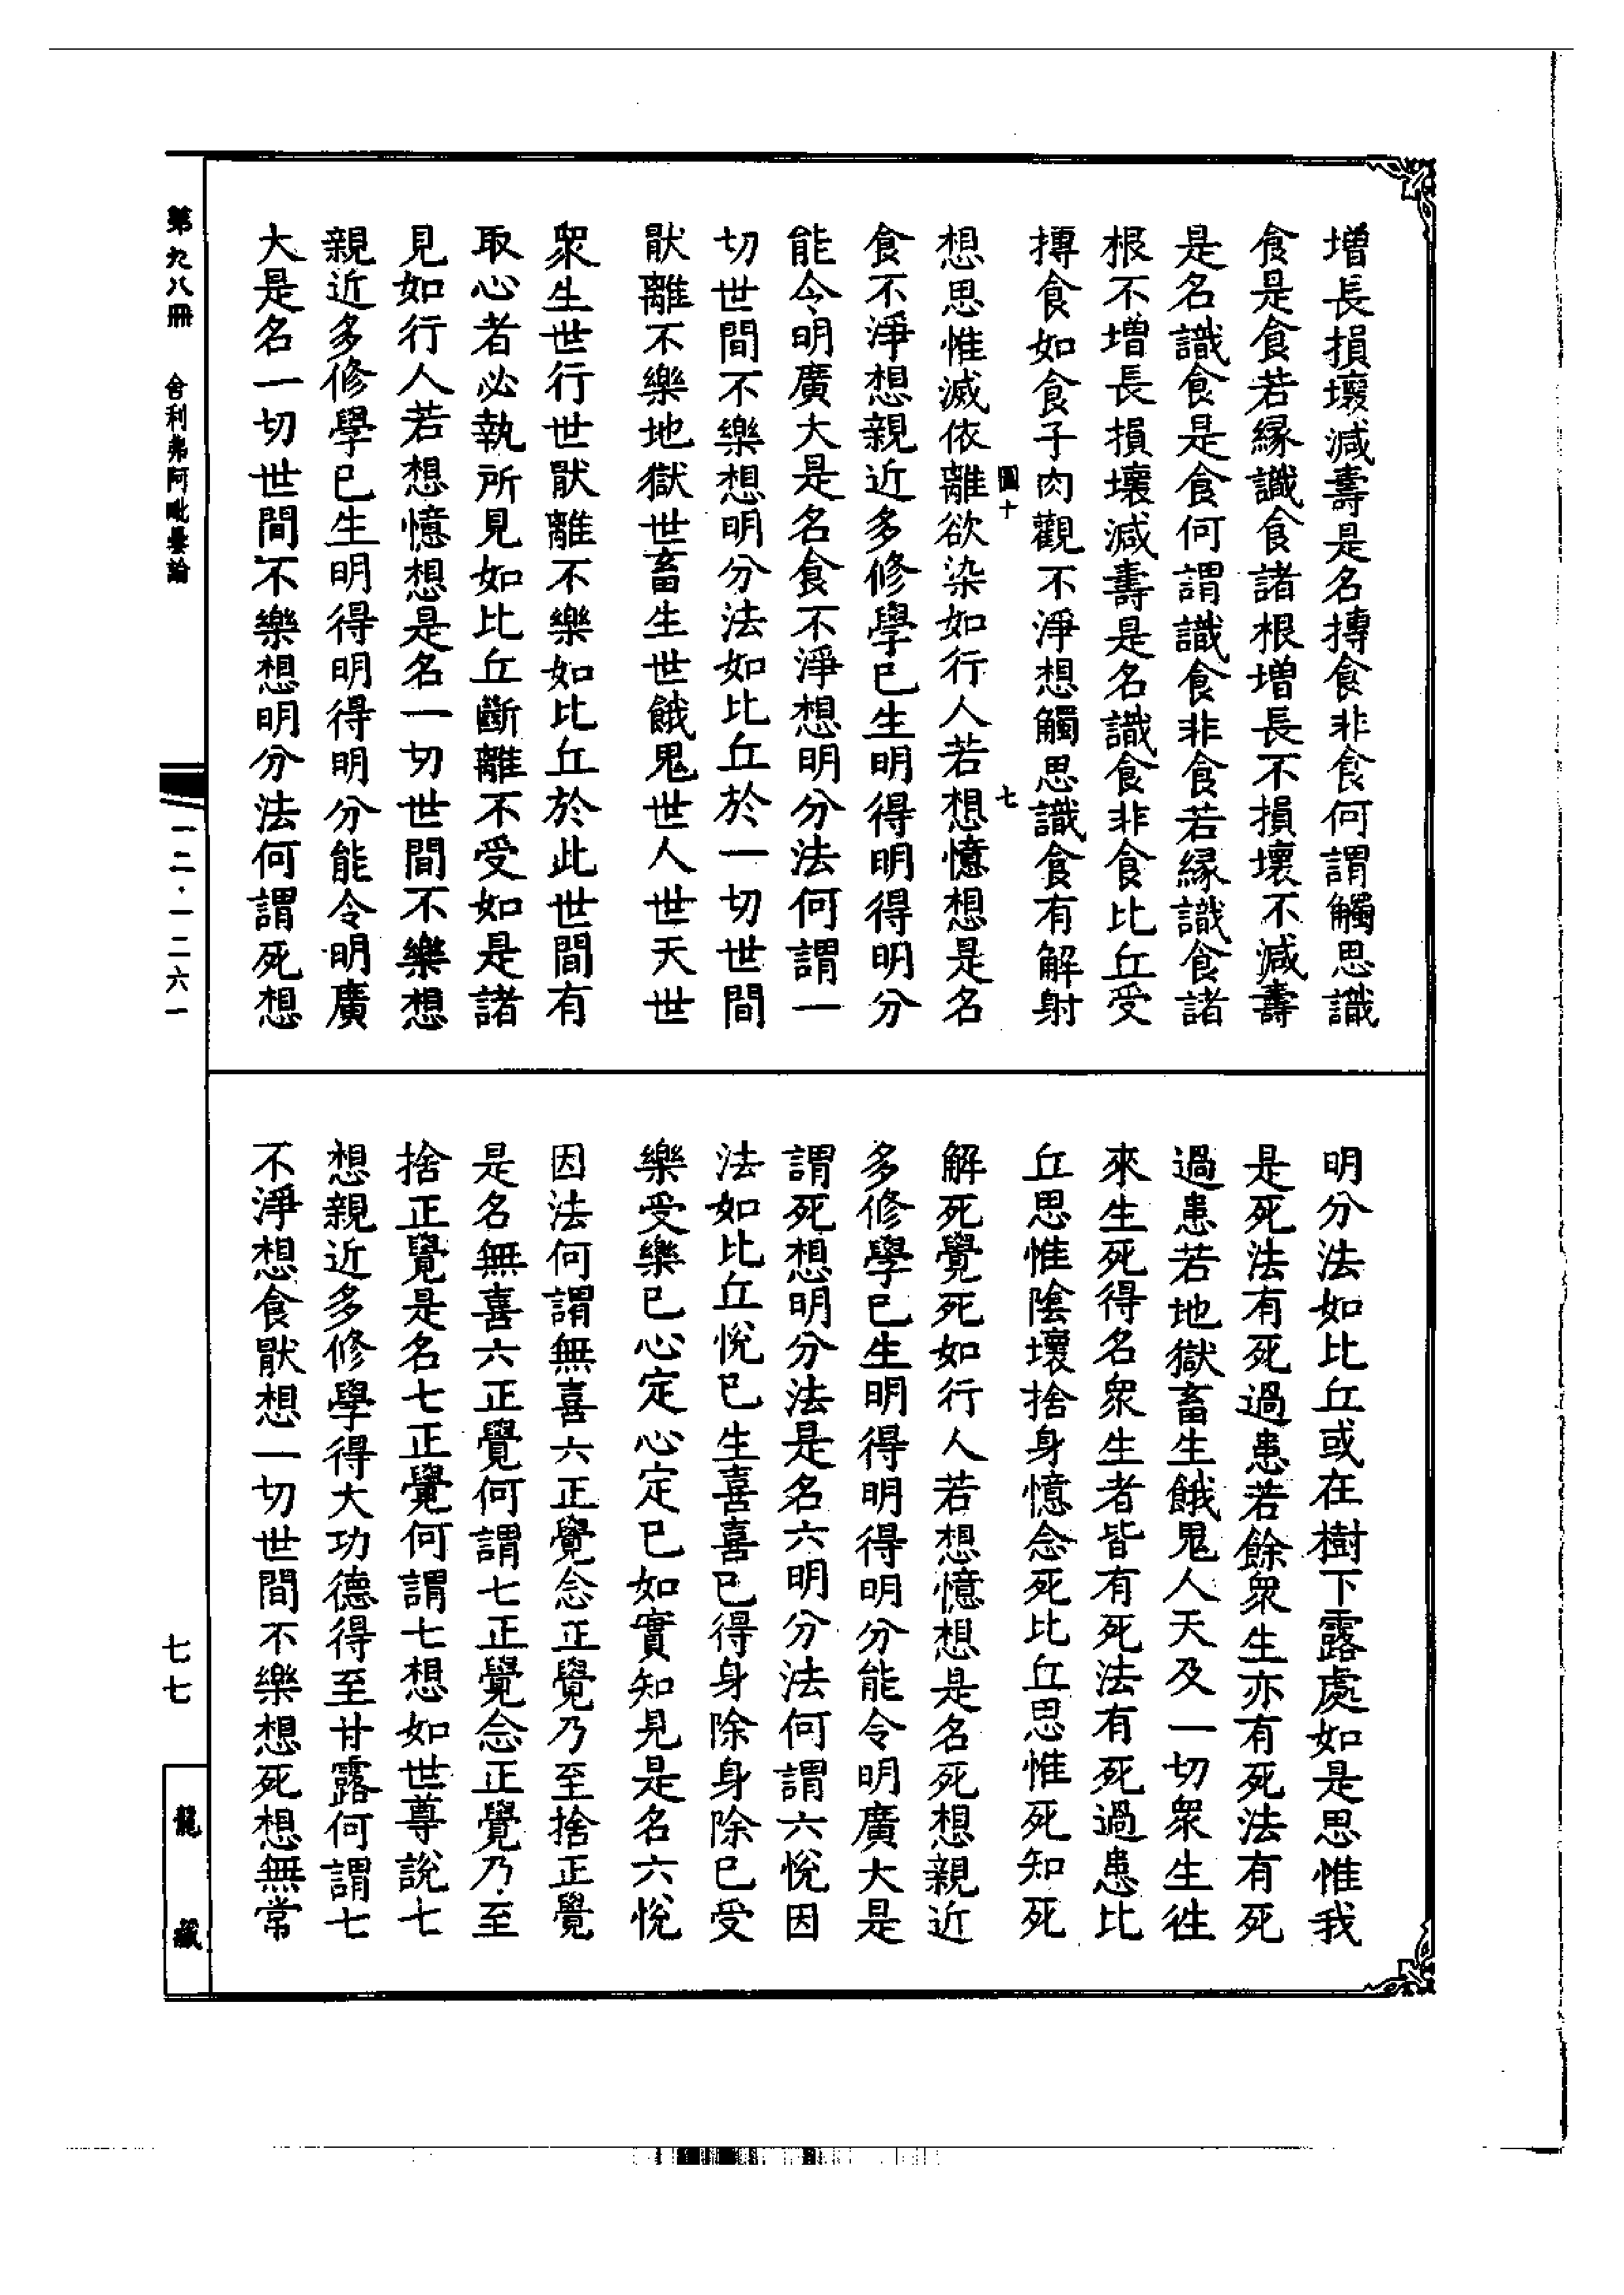 増長損壞減壽是名摶食非食何謂觸思識
食是食若緣識食諸根増長不損壞不減壽
是名識食是食何謂識食非食若緣識食諸
根不増長損壞減壽是名識食非食比丘受
摶食如食子肉觀不淨想觸思識食有解射
圖十 七
想思惟滅依離欲染如行人若想憶想是名
食不淨想親近多修學已生明得明得明分
能令明廣大是名食不淨想明分法何謂一
切世間不樂想明分法如比丘於一切世間
猒離不樂地獄世畜生世餓鬼世人世天世
衆生世行世猒離不樂如比丘於此世間有
取心者必執所見如比丘斷離不受如是諸
見如行人若想憶想是名一切世間不樂想
親近多修學已生明得明得明分能令明廣
大是名一切世間不樂想明分法何謂死想
明分法如比丘或在樹下露處如是思惟我
是死法有死過患若餘衆生亦有死法有死
過患若地獄畜生餓鬼人天及一切衆生徃
來生死得名衆生者皆有死法有死過患比
丘思惟陰壞捨身憶念死比丘思惟死知死
解死覺死如行人若想憶想是名死想親近
多修學已生明得明得明分能令明廣大是
謂死想明分法是名六明分法何謂六悅因
法如比丘悅已生喜喜已得身除身除已受
樂受樂已心定心定已如實知見是名六悅
因法何謂無喜六正覺念正覺乃至捨正覺
是名無喜六正覺何謂七正覺念正覺乃至
捨正覺是名七正覺何謂七想如世尊說七
想親近多修學得大功德得至甘露何謂七
不淨想食猒想一切世間不樂想死想無常
第九八冊 舍利弗阿毗曇論
一二·一二六一
七七
龍藏